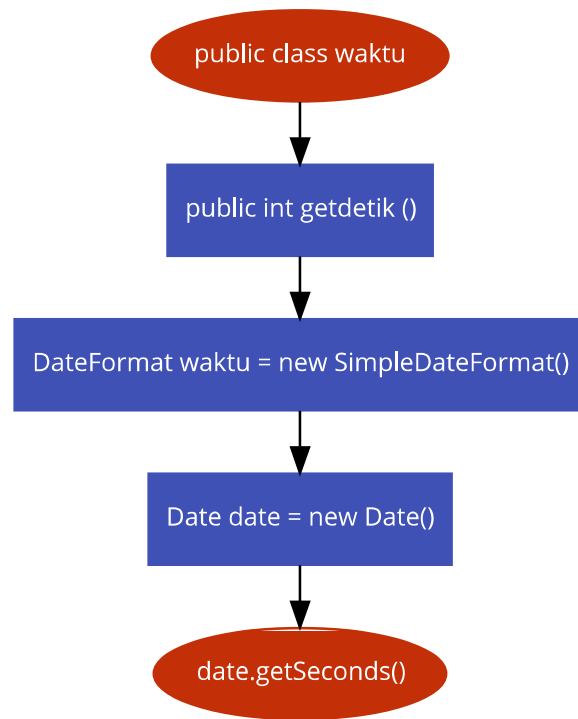 public class waktu
public int getdetik ()
DateFormat waktu = new SimpleDateFormat()
Date date = new Date()
date.getSeconds()